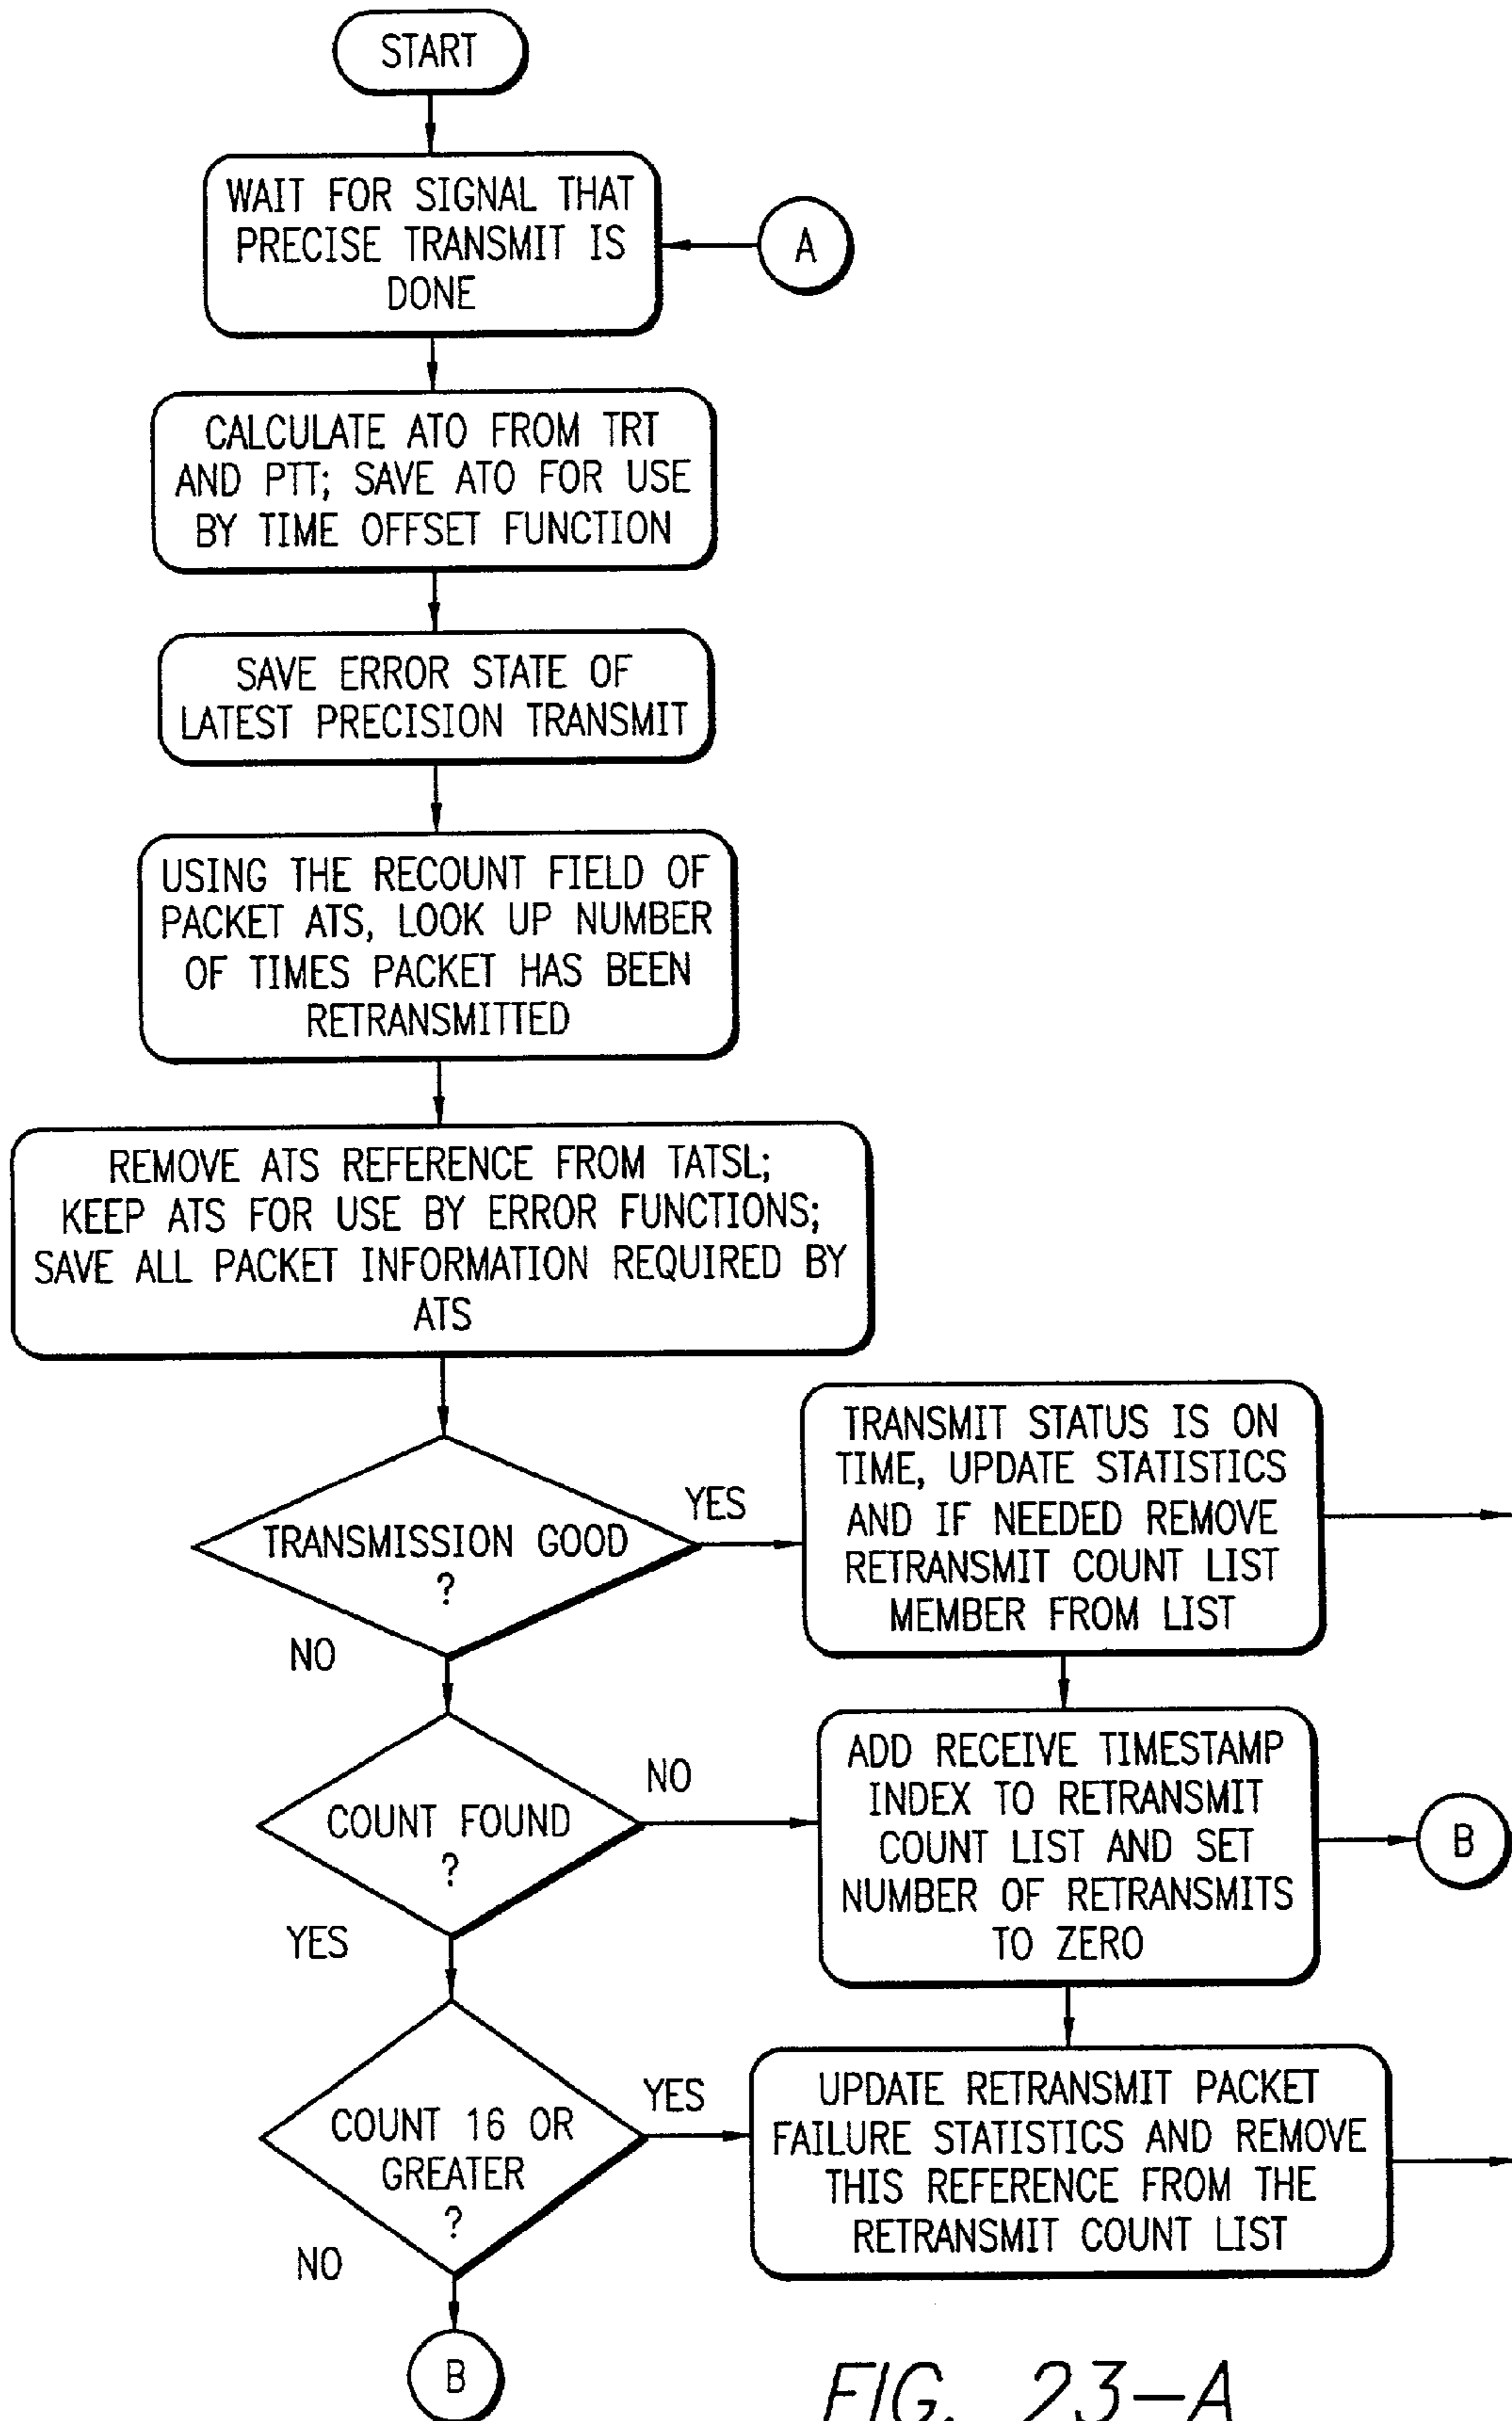 START
WAIT FOR SIGNAL THAT
PRECISE TRANSMIT IS
DONE
A
CALCULATE ATO FROM TRT
AND PTT; SAVE ATO FOR USE
BY TIME OFFSET FUNCTION
SAVE ERROR STATE OF
LATEST PRECISION TRANSMIT
USING THE RECOUNT FIELD OF
PACKET ATS, LOOK UP NUMBER
OF TIMES PACKET HAS BEEN
RETRANSMITTED
REMOVE ATS REFERENCE FROM TATSL;
KEEP ATS FOR USE BY ERROR FUNCTIONS;
SAVE ALL PACKET INFORMATION REQUIRED BY
ATS
TRANSMISSION GOOD
?
YES
NO
TRANSMIT STATUS IS ON
TIME, UPDATE STATISTICS
AND IF NEEDED REMOVE
RETRANSMIT COUNT LIST
MEMBER FROM LIST
COUNT FOUND
?
NO
YES
ADD RECEIVE TIMESTAMP
INDEX TO RETRANSMIT
COUNT LIST AND SET
NUMBER OF RETRANSMITS
TO ZERO
B
COUNT 16 OR
GREATER
?
YES
NO
UPDATE RETRANSMIT PACKET
FAILURE STATISTICS AND REMOVE
THIS REFERENCE FROM THE
RETRANSMIT COUNT LIST
B
FIG. 23-A